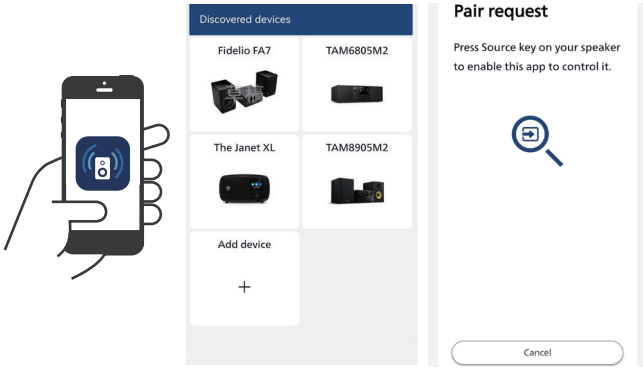 Discovered devices
Fidelio FA7
TAM6805M2
The Janet XL
TAM8905M2
Add device
+
Pair request
Press Source key on your speaker
to enable this app to control it.
Cancel